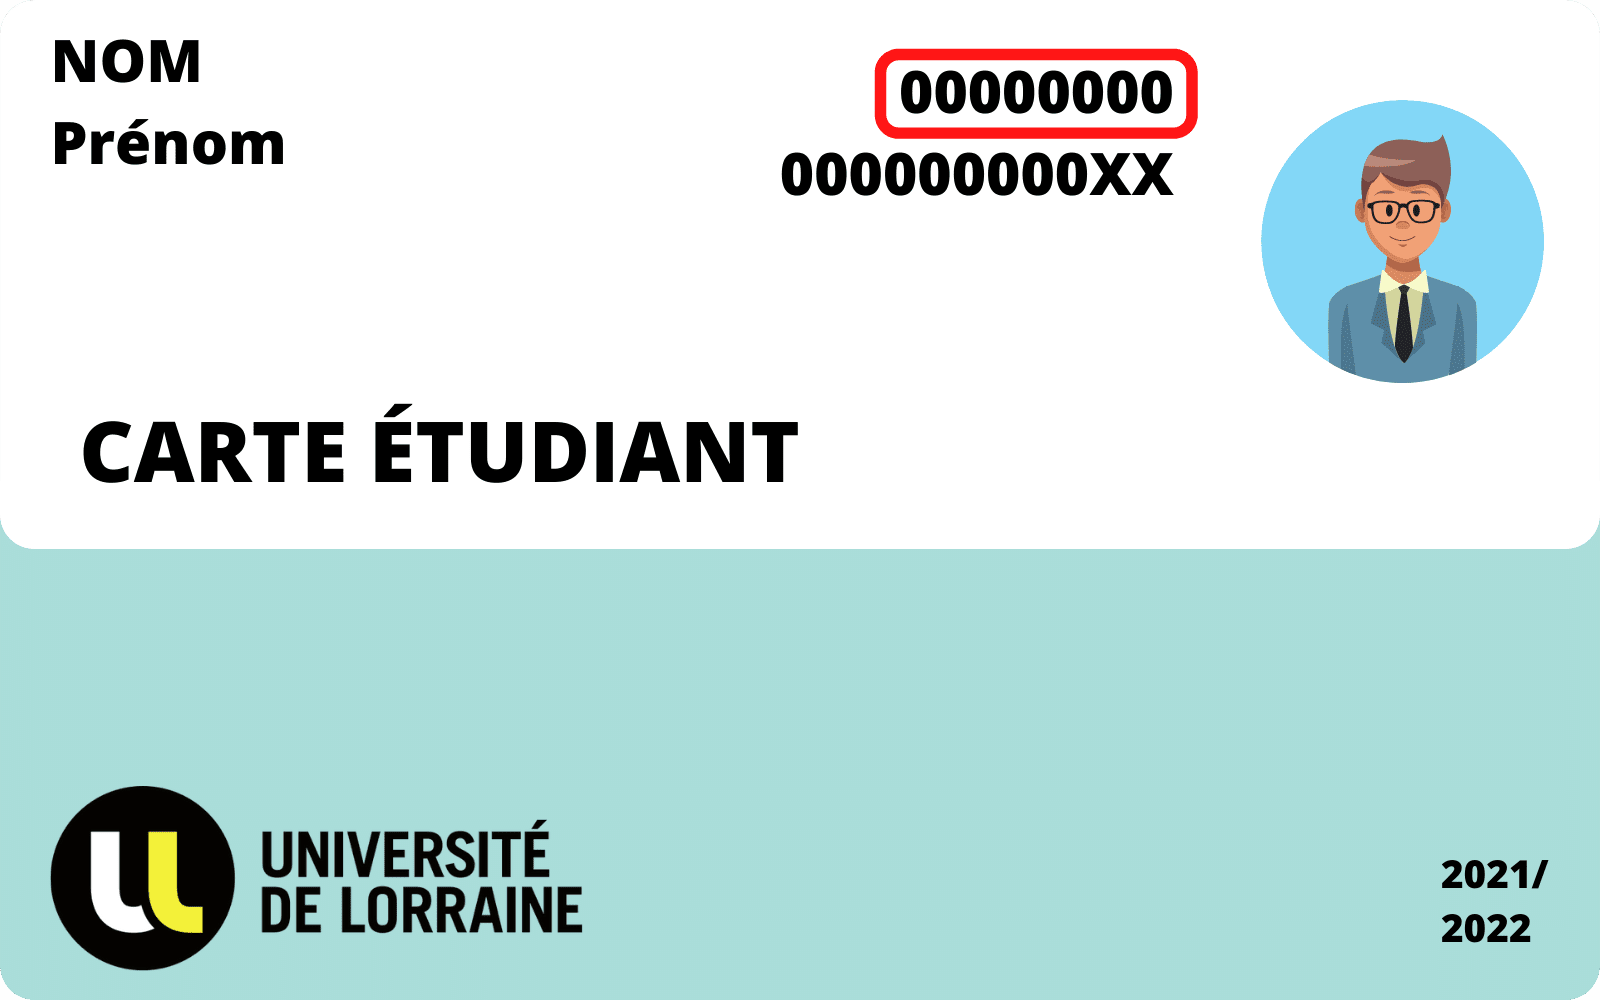 NOM
Prénom
00000000
000000000XX
CARTE ÉTUDIANT
UNIVERSITÉ
DE LORRAINE
2021/
2022